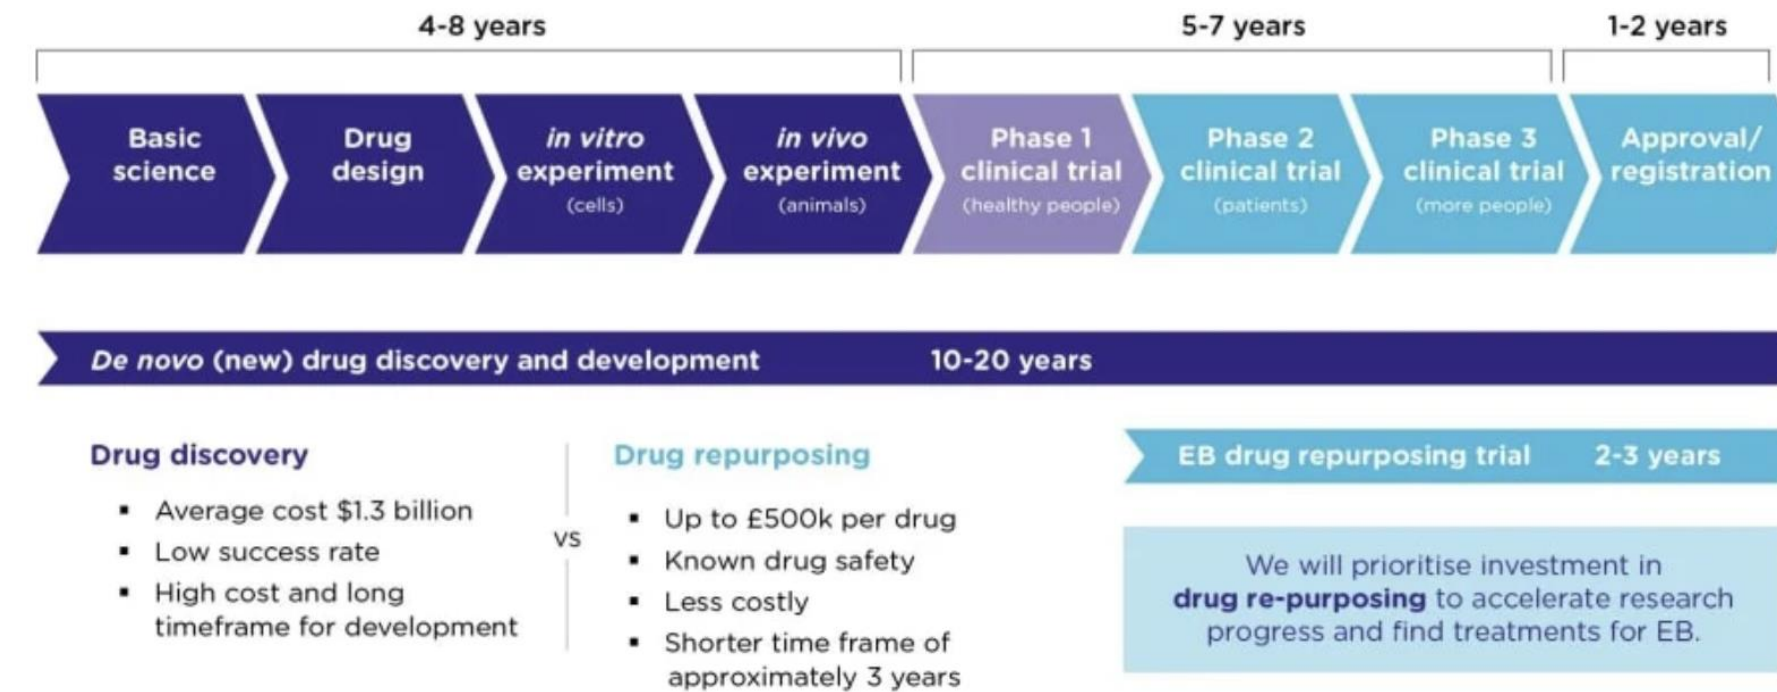 4-8 years
5-7 years
1-2 years
Basic
science
Drug
design
in vitro
experiment
(cells)
in vivo
experiment
(animals)
Phase 1
clinical trial
(healthy people)
Phase 2
clinical trial
(patients)
Phase 3
clinical trial
(more people)
Approval/
registration
De novo (new) drug discovery and development 10-20 years
Drug discovery
▪ Average cost $1.3 billion
▪ Low success rate
▪ High cost and long
timeframe for development
vs
Drug repurposing
▪ Up to £500k per drug
▪ Known drug safety
▪ Less costly
▪ Shorter time frame of
approximately 3 years
EB drug repurposing trial 2-3 years
We will prioritise investment in
drug re-purposing to accelerate research
progress and find treatments for EB.